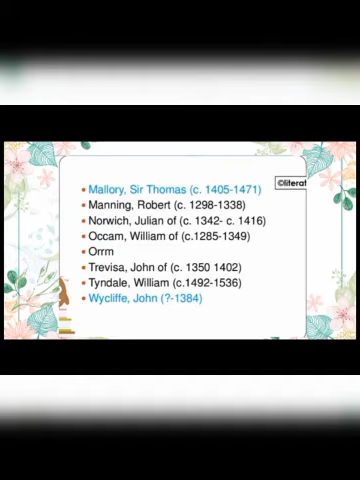 ©literat
• Mallory, Sir Thomas (c. 1405-1471)
• Manning, Robert (c. 1298-1338)
• Norwich, Julian of (c. 1342- c. 1416)
• Occam, William of (c.1285-1349)
• Orrm
• Trevisa, John of (c. 1350 1402)
• Tyndale, William (c.1492-1536)
• Wycliffe, John (?-1384)